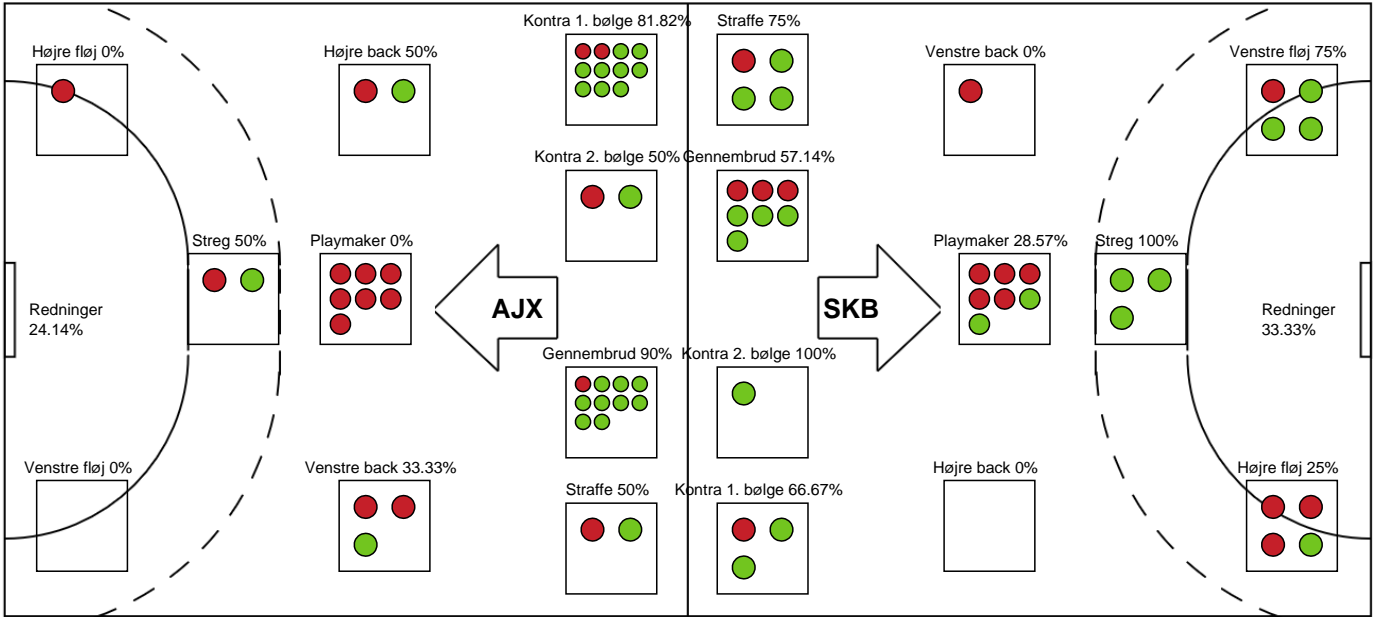 Kontra 1. bølge 81.82%
Straffe 75%
Højre fløj 0%
Højre back 50%
Venstre back 0%
Venstre fløj 75%
Kontra 2. bølge 50%
Gennembrud 57.14%
Streg 50%
Playmaker 0%
Playmaker 28.57%
Streg 100%
Redninger
24.14%
AJX
SKB
Redninger
33.33%
Gennembrud 90%
Kontra 2. bølge 100%
Venstre fløj 0%
Venstre back 33.33%
Straffe 50%
Kontra 1. bølge 66.67%
Højre back 0%
Højre fløj 25%